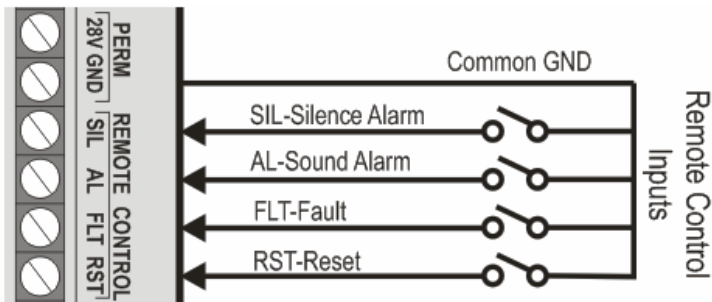 PERM
28V GND
REMOTE CONTROL
SIL AL FLT RST
Common GND
SIL-Silence Alarm
AL-Sound Alarm
FLT-Fault
RST-Reset
Remote Control
Inputs